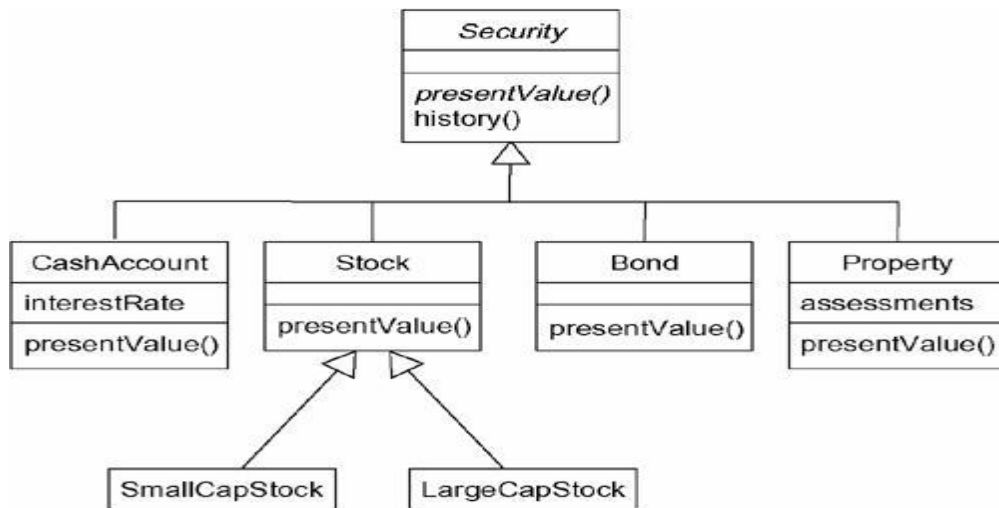 Security
presentValue()
history()
CashAccount
interestRate
presentValue()
Stock
presentValue()
Bond
presentValue()
Property
assessments
presentValue()
SmallCapStock
LargeCapStock